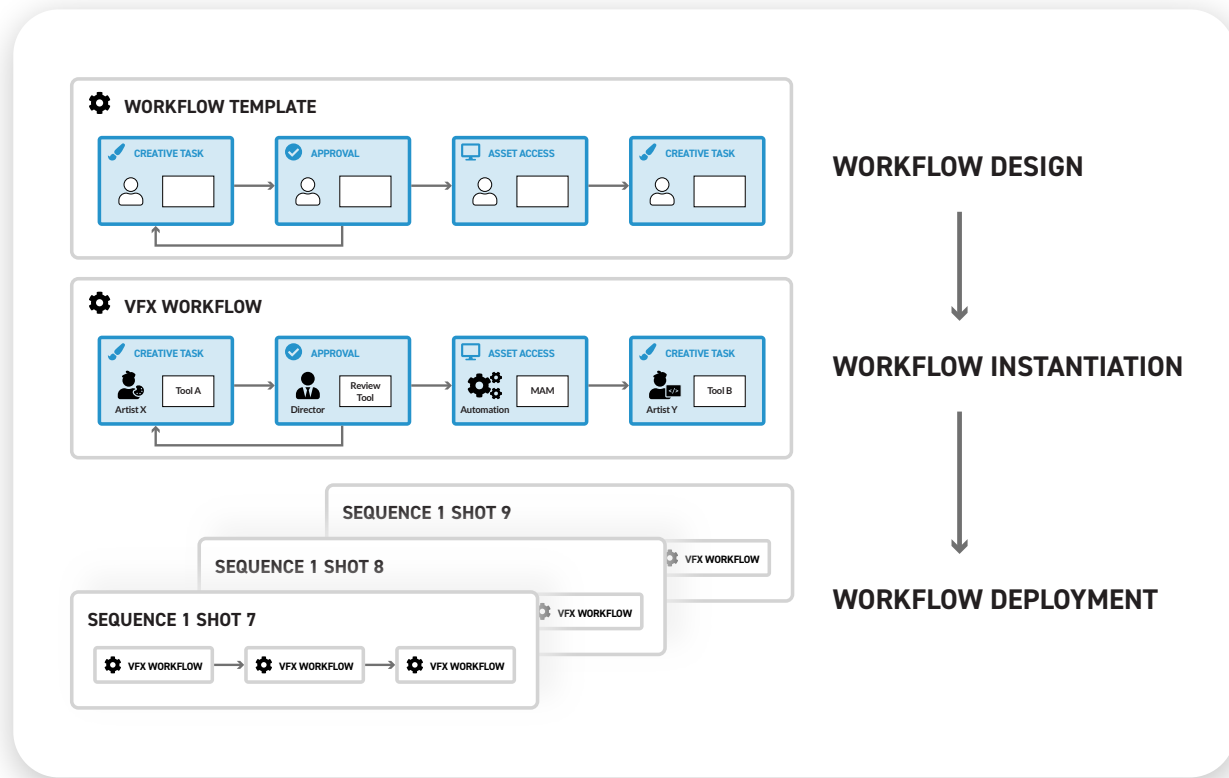 WORKFLOW TEMPLATE
CREATIVE TASK
APPROVAL
ASSET ACCESS
CREATIVE TASK
WORKFLOW DESIGN
VFX WORKFLOW
CREATIVE TASK
APPROVAL
ASSET ACCESS
CREATIVE TASK
Tool A
Artist X
Review
Tool
Director
MAM
Automation
</>
Tool B
Artist Y
WORKFLOW INSTANTIATION
SEQUENCE 1 SHOT 9
VFX WORKFLOW
SEQUENCE 1 SHOT 8
VFX WORKFLOW
SEQUENCE 1 SHOT 7
VFX WORKFLOW
VFX WORKFLOW
VFX WORKFLOW
WORKFLOW DEPLOYMENT